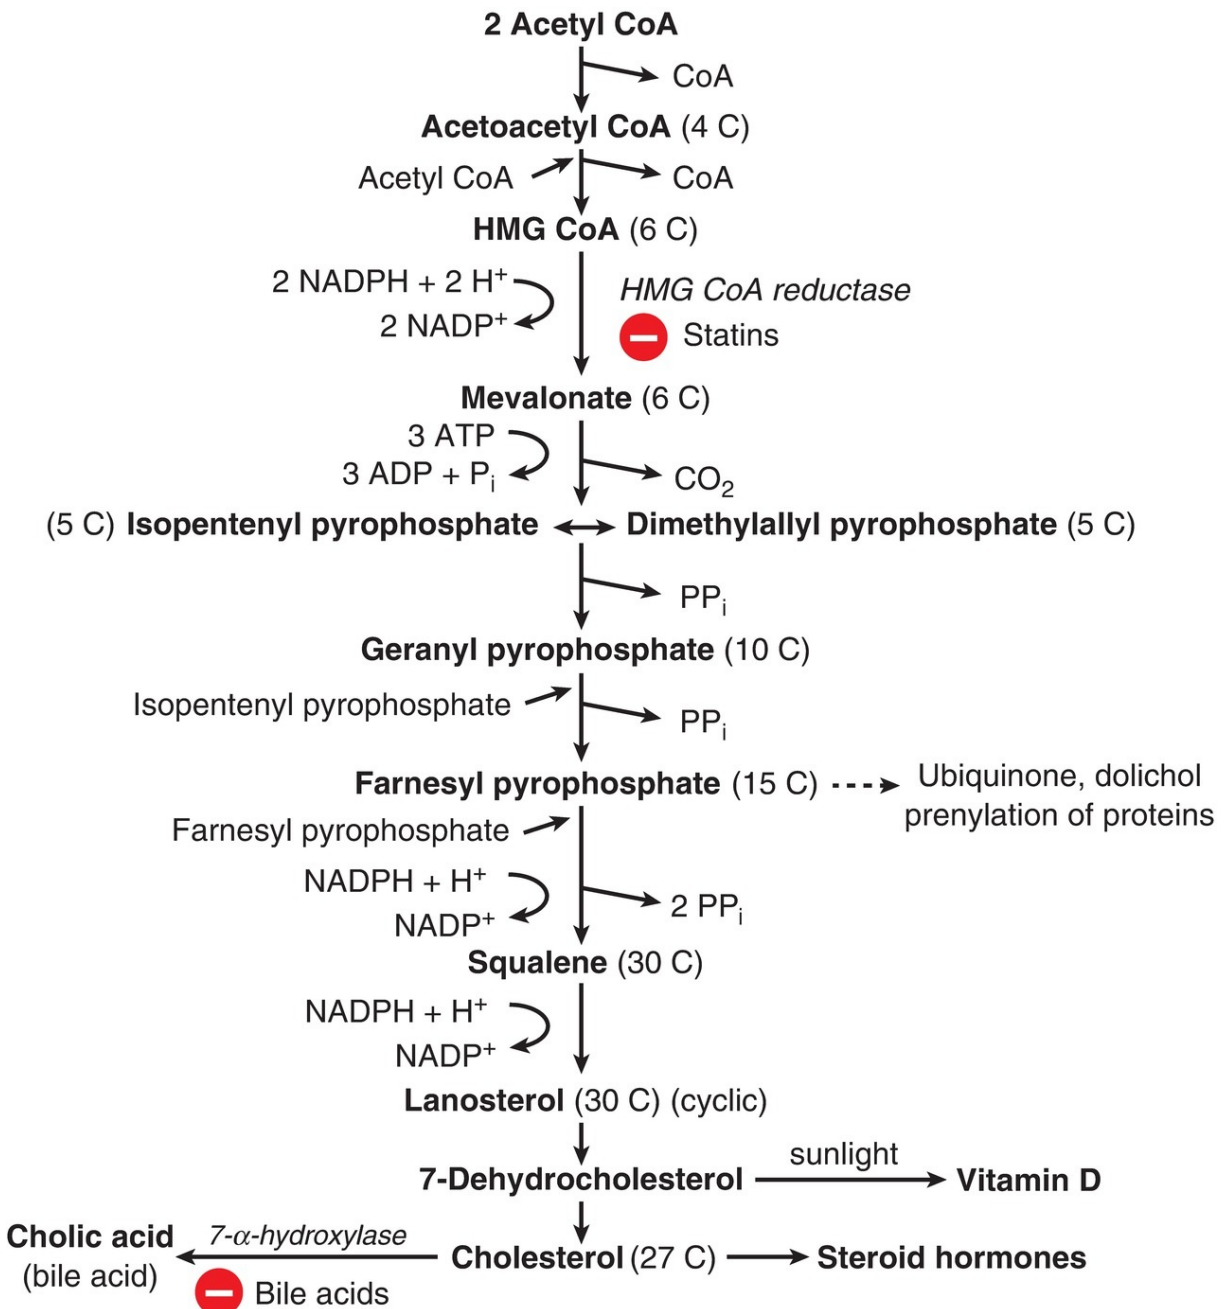 2 Acetyl CoA
CoA
Acetoacetyl CoA (4 C)
Acetyl CoA
CoA
HMG CoA (6 C)
2 NADPH + 2 H⁺
HMG CoA reductase
2 NADP⁺
Statins
Mevalonate (6 C)
3 ATP
3 ADP + Pᵢ
CO₂
(5 C) Isopentenyl pyrophosphate
Dimethylallyl pyrophosphate (5 C)
PPᵢ
Geranyl pyrophosphate (10 C)
Isopentenyl pyrophosphate
PPᵢ
Farnesyl pyrophosphate (15 C)
Ubiquinone, dolichol
prenylation of proteins
Farnesyl pyrophosphate
NADPH + H⁺
NADP⁺
2 PPᵢ
Squalene (30 C)
NADPH + H⁺
NADP⁺
Lanosterol (30 C) (cyclic)
7-Dehydrocholesterol
sunlight
Vitamin D
Cholic acid
(bile acid)
7-α-hydroxylase
Bile acids
Cholesterol (27 C)
Steroid hormones